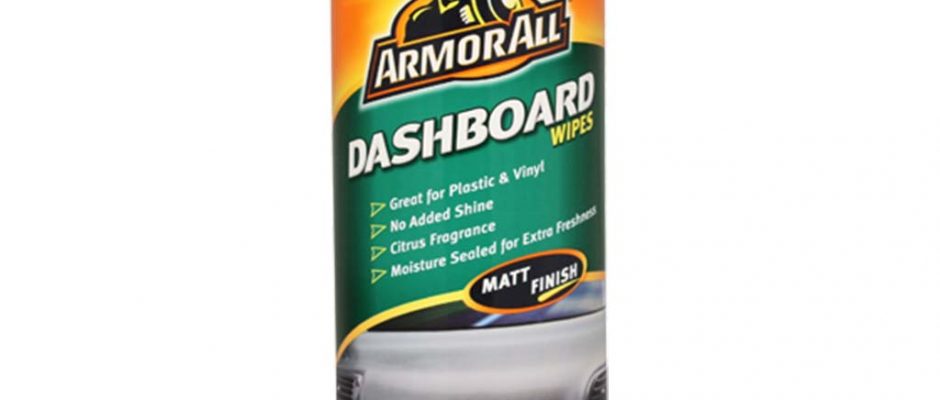 ARMORALL
DASHBOARD
WIPES
Great for Plastic & Vinyl
No Added Shine
Citrus Fragrance
Moisture Sealed for Extra Freshness
MATT
FINISH